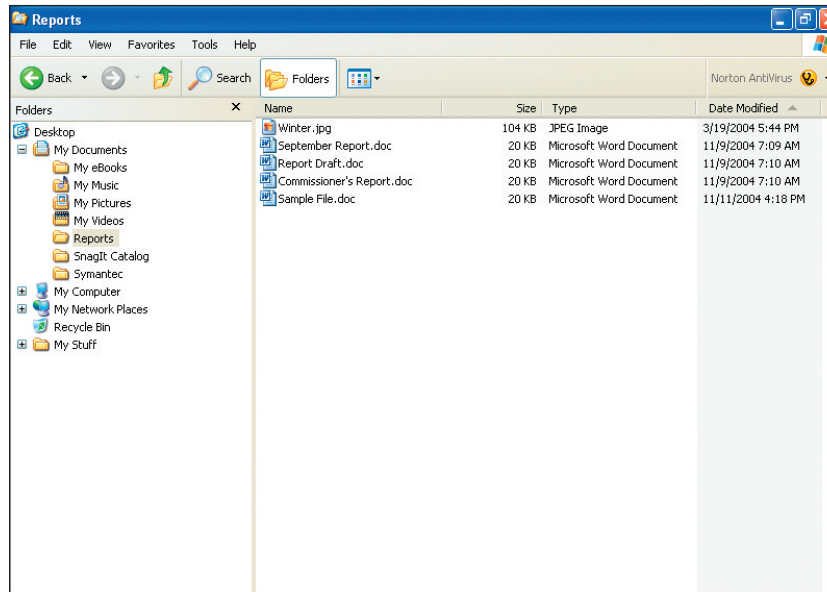 Reports
File Edit View Favorites Tools Help
Back Search Folders Norton AntiVirus
Folders x
Desktop
My Documents
My eBooks
My Music
My Pictures
My Videos
Reports
SnagIt Catalog
Symantec
My Computer
My Network Places
Recycle Bin
My Stuff
Name Size Type Date Modified
Winter.jpg 104 KB JPEG Image 3/19/2004 5:44 PM
September Report.doc 20 KB Microsoft Word Document 11/9/2004 7:09 AM
Report Draft.doc 20 KB Microsoft Word Document 11/9/2004 7:10 AM
Commissioner's Report.doc 20 KB Microsoft Word Document 11/9/2004 7:10 AM
Sample File.doc 20 KB Microsoft Word Document 11/11/2004 4:18 PM